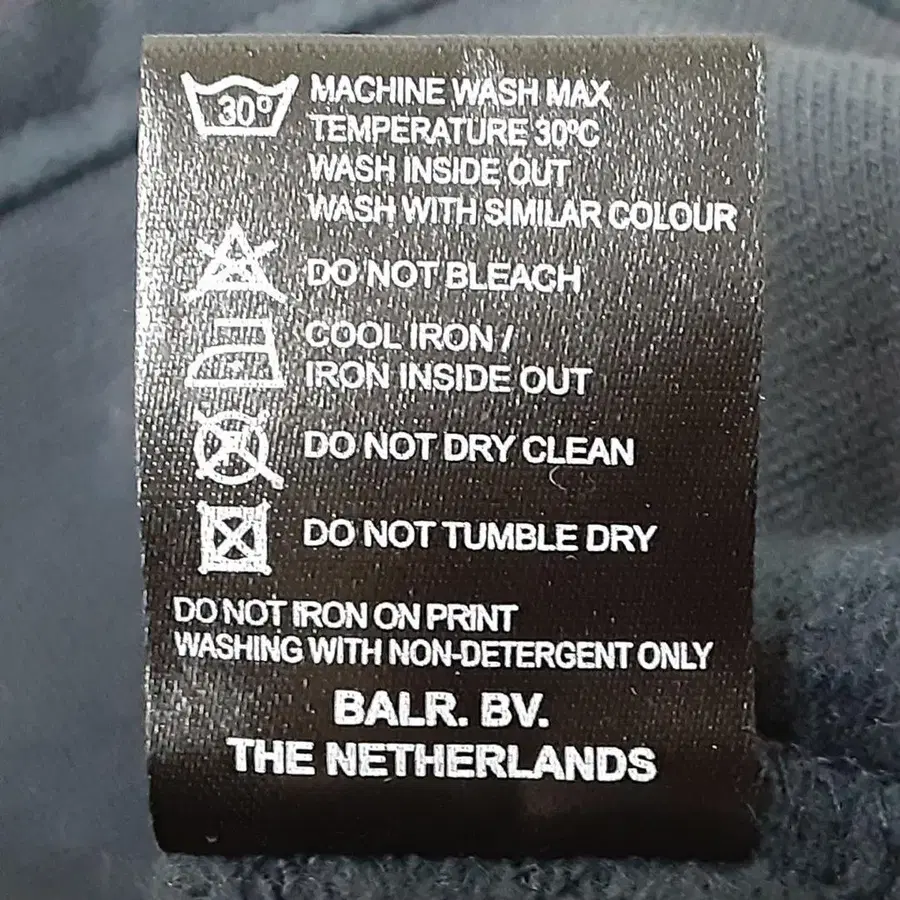 30º MACHINE WASH MAX
TEMPERATURE 30ºC
WASH INSIDE OUT
WASH WITH SIMILAR COLOUR
DO NOT BLEACH
COOL IRON /
IRON INSIDE OUT
DO NOT DRY CLEAN
DO NOT TUMBLE DRY
DO NOT IRON ON PRINT
WASHING WITH NON-DETERGENT ONLY
BALR. BV.
THE NETHERLANDS